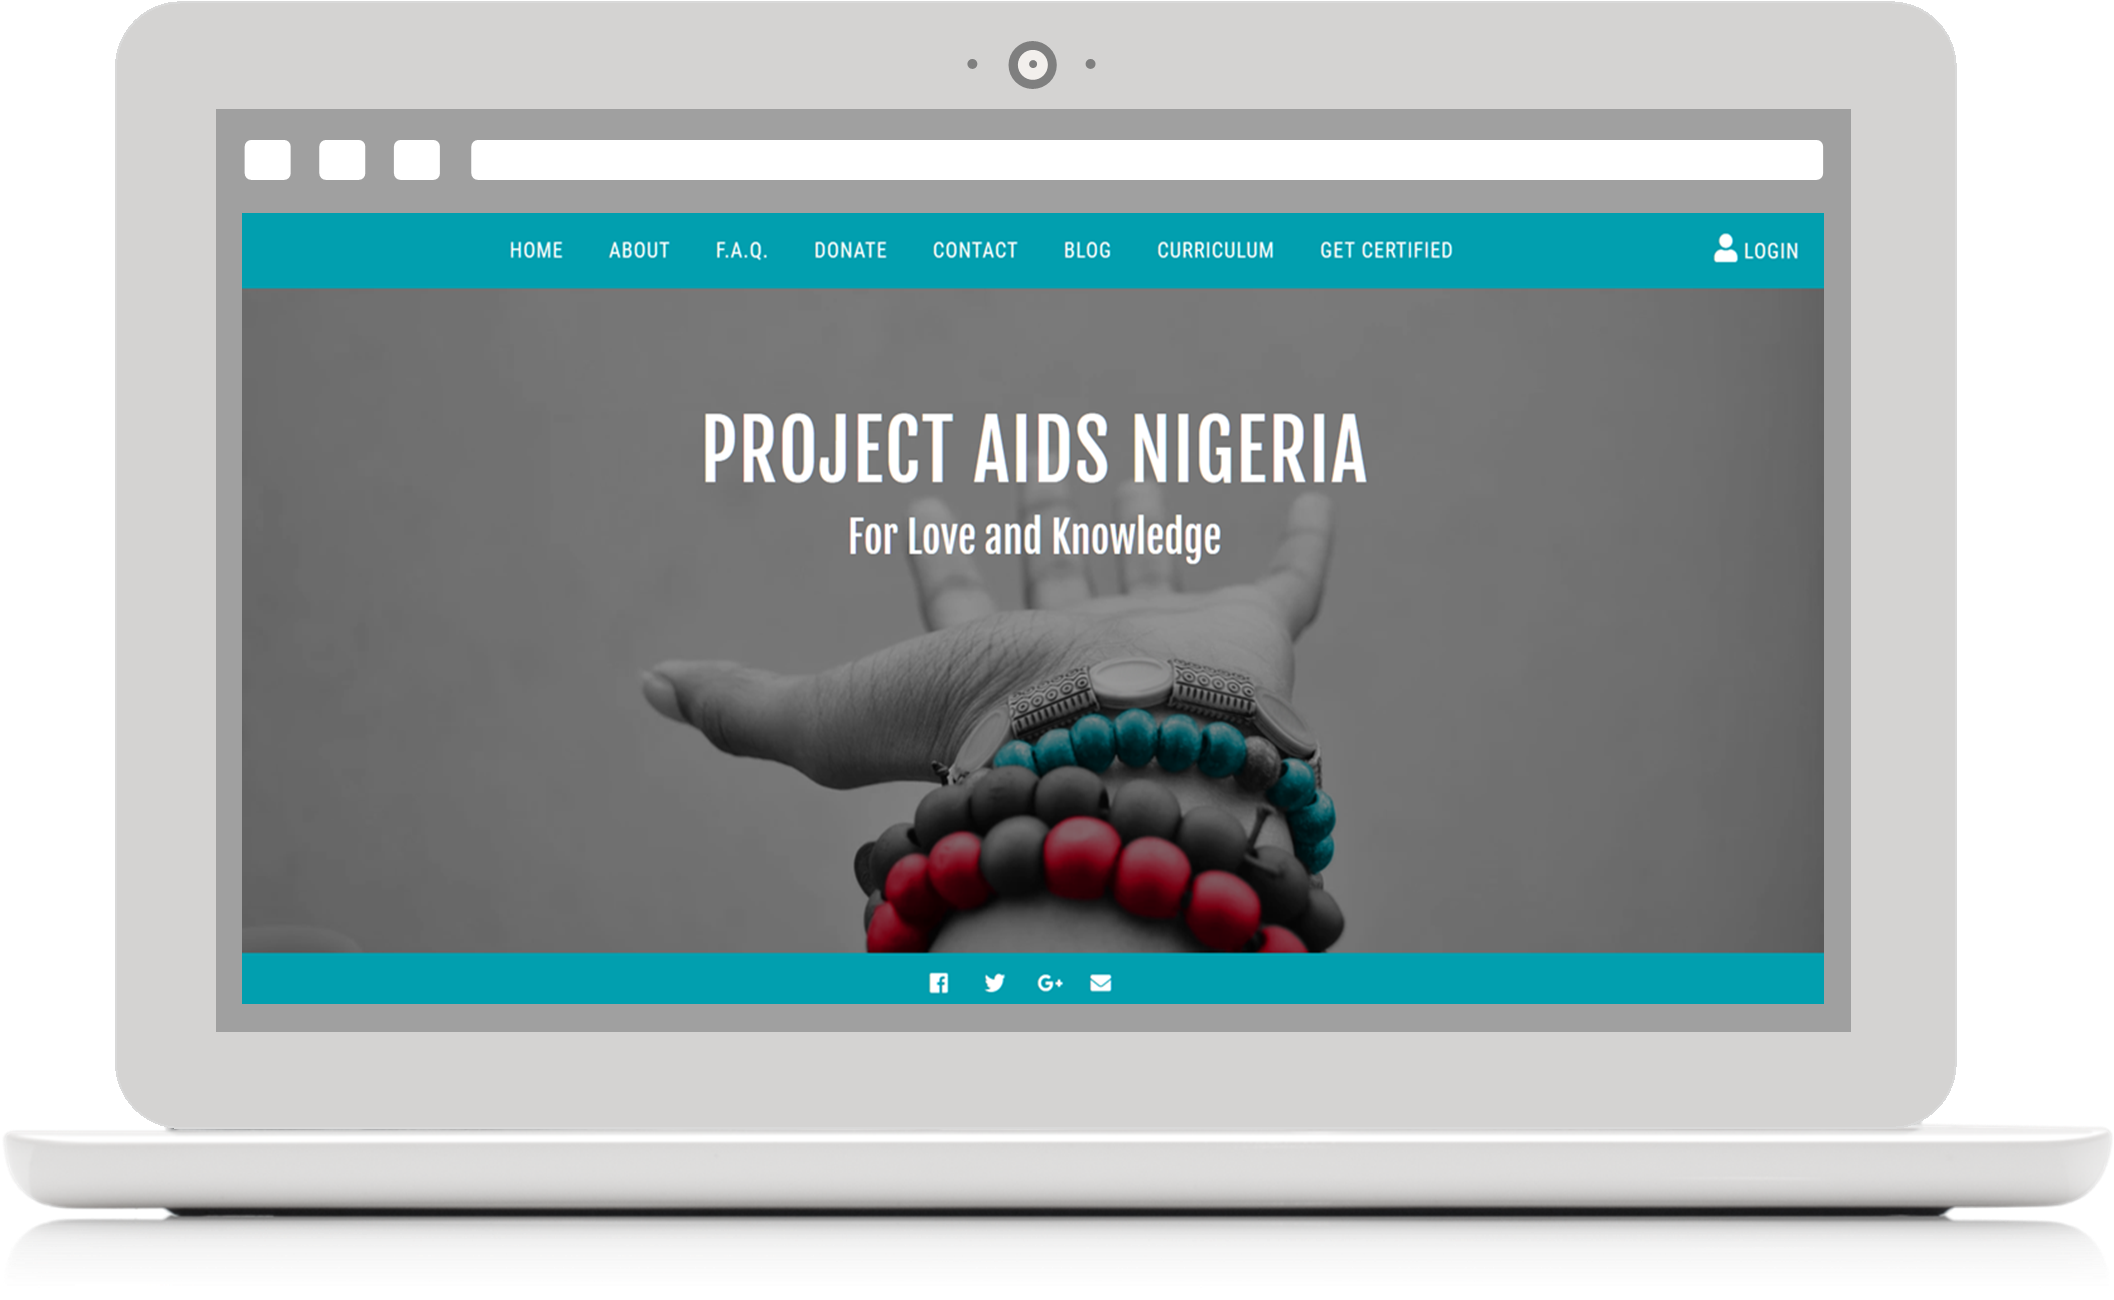 HOME ABOUT F.A.Q. DONATE CONTACT BLOG CURRICULUM GET CERTIFIED LOGIN
PROJECT AIDS NIGERIA
For Love and Knowledge